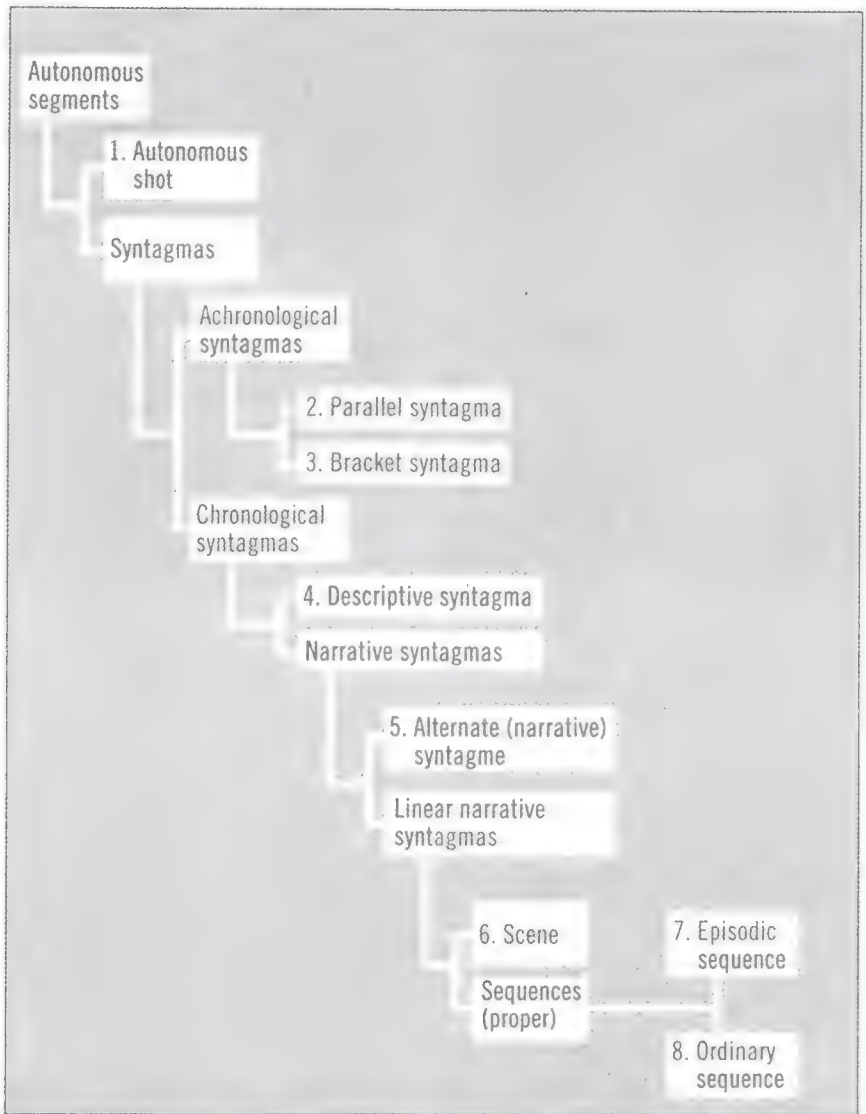 Autonomous
segments
1. Autonomous
shot
Syntagmas
Achronological
syntagmas
2. Parallel syntagma
3. Bracket syntagma
Chronological
syntagmas
4. Descriptive syntagma
Narrative syntagmas
5. Alternate (narrative)
syntagme
Linear narrative
syntagmas
6. Scene
Sequences
(proper)
7. Episodic
sequence
8. Ordinary
sequence